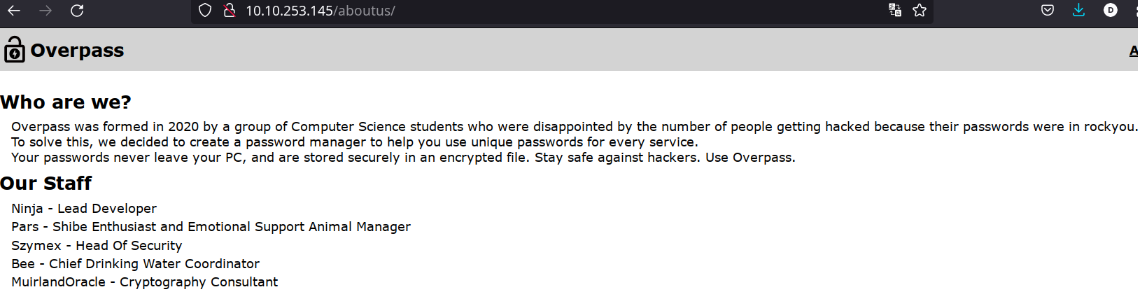 10.10.253.145/aboutus/
Overpass
A
Who are we?
Overpass was formed in 2020 by a group of Computer Science students who were disappointed by the number of people getting hacked because their passwords were in rockyou.
To solve this, we decided to create a password manager to help you use unique passwords for every service.
Your passwords never leave your PC, and are stored securely in an encrypted file. Stay safe against hackers. Use Overpass.
Our Staff
Ninja - Lead Developer
Pars - Shibe Enthusiast and Emotional Support Animal Manager
Szymex - Head Of Security
Bee - Chief Drinking Water Coordinator
MuirlandOracle - Cryptography Consultant